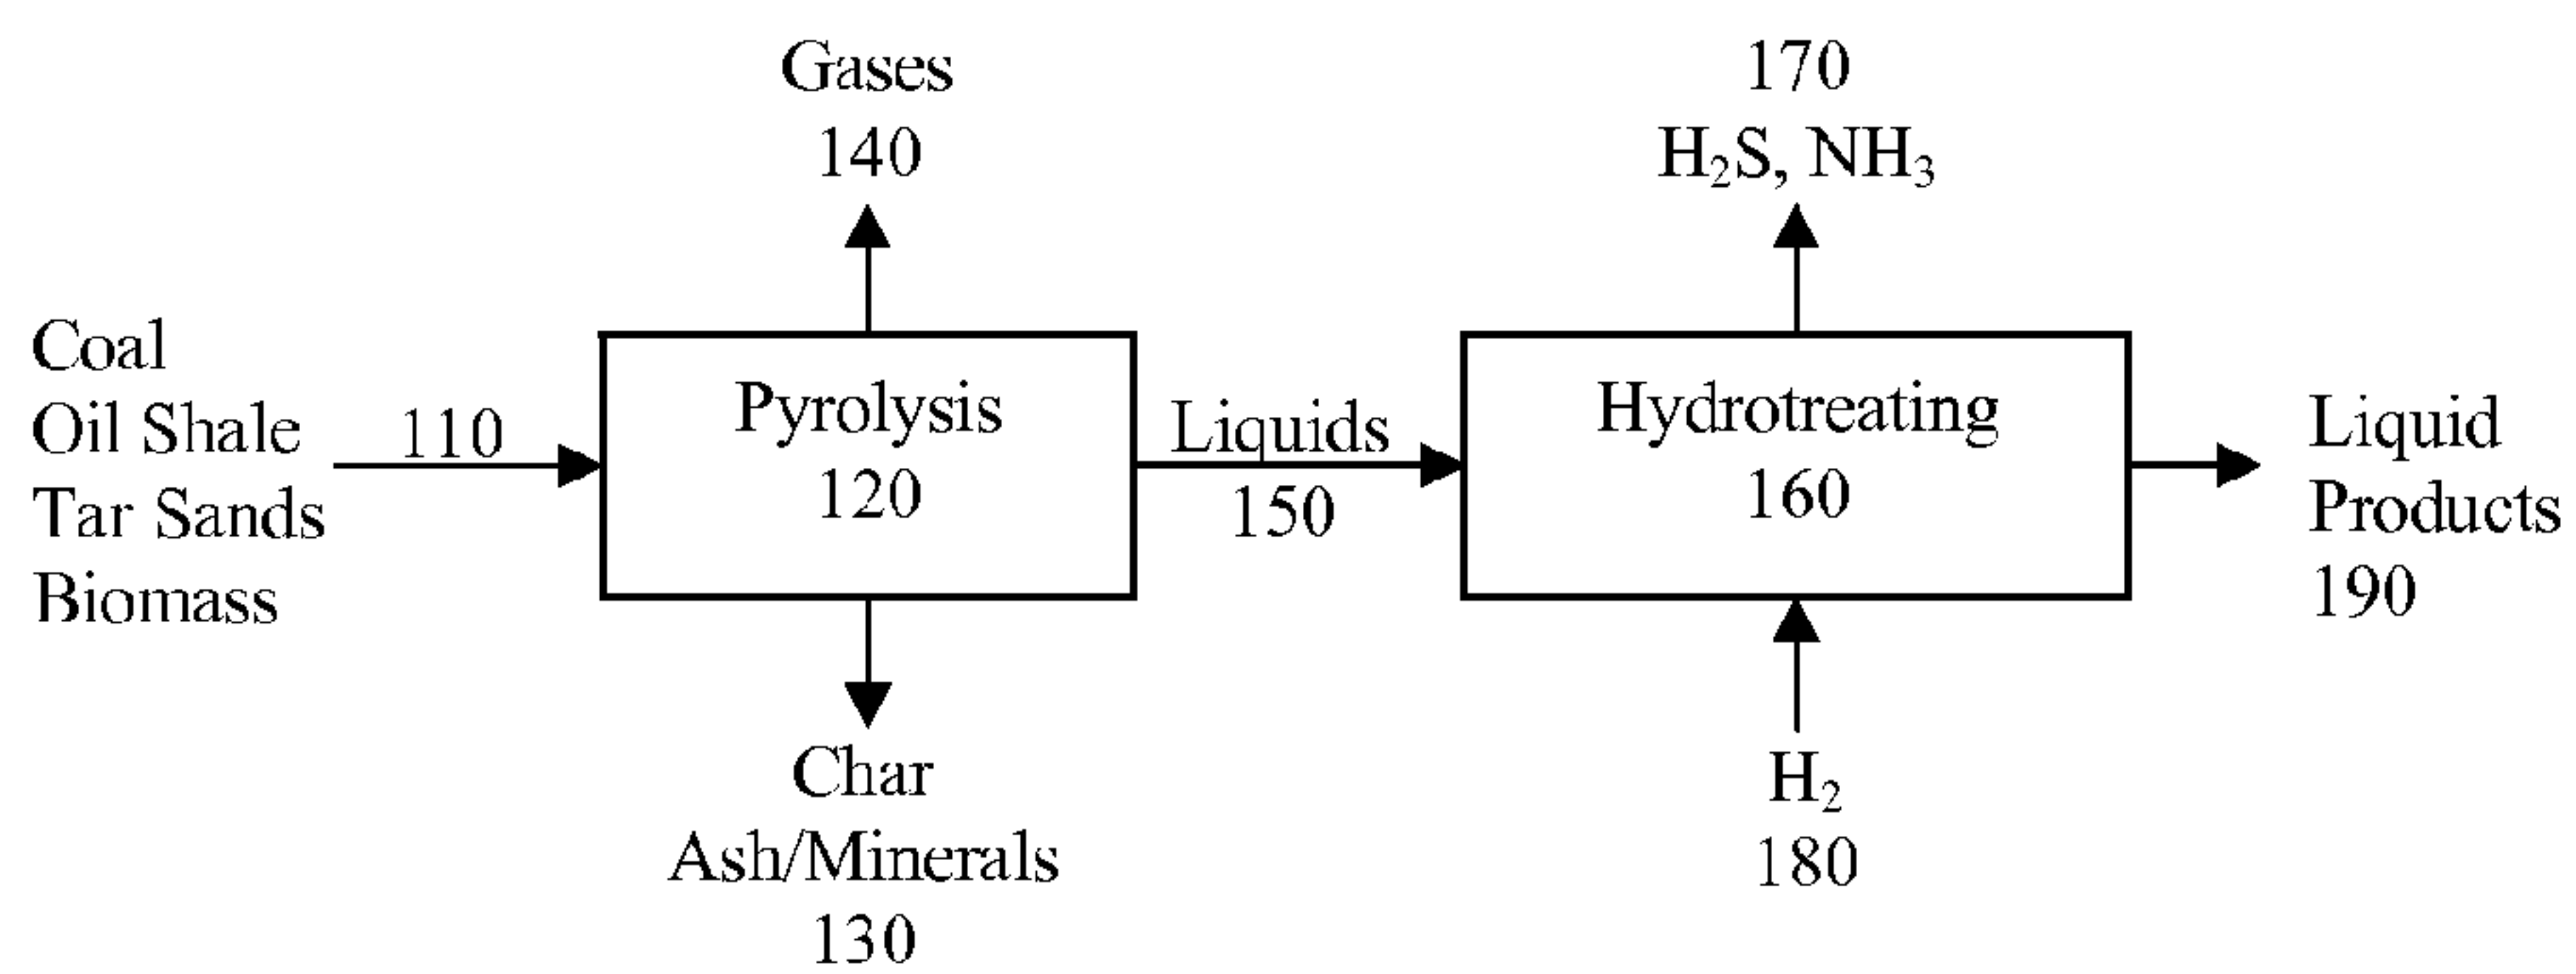 Gases
140
170
H₂S, NH₃
Coal
Oil Shale
Tar Sands
Biomass
110
Pyrolysis
120
Liquids
150
Hydrotreating
160
Liquid
Products
190
Char
Ash/Minerals
130
H₂
180